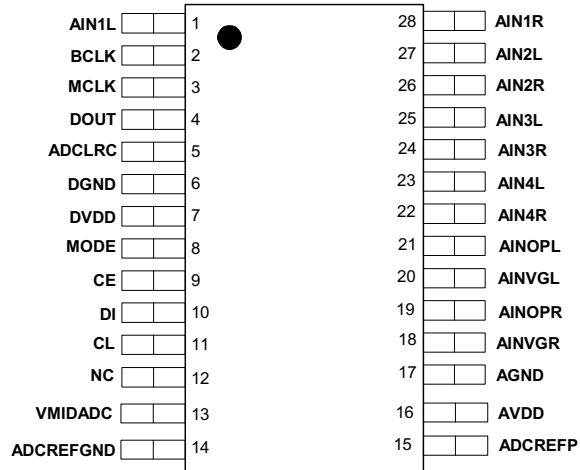 AIN1L 1 28 AIN1R
BCLK 2 27 AIN2L
MCLK 3 26 AIN2R
DOUT 4 25 AIN3L
ADCLRC 5 24 AIN3R
DGND 6 23 AIN4L
DVDD 7 22 AIN4R
MODE 8 21 AINOPL
CE 9 20 AINVGL
DI 10 19 AINOPR
CL 11 18 AINVGR
NC 12 17 AGND
VMIDADC 13 16 AVDD
ADCREFGND 14 15 ADCREFP